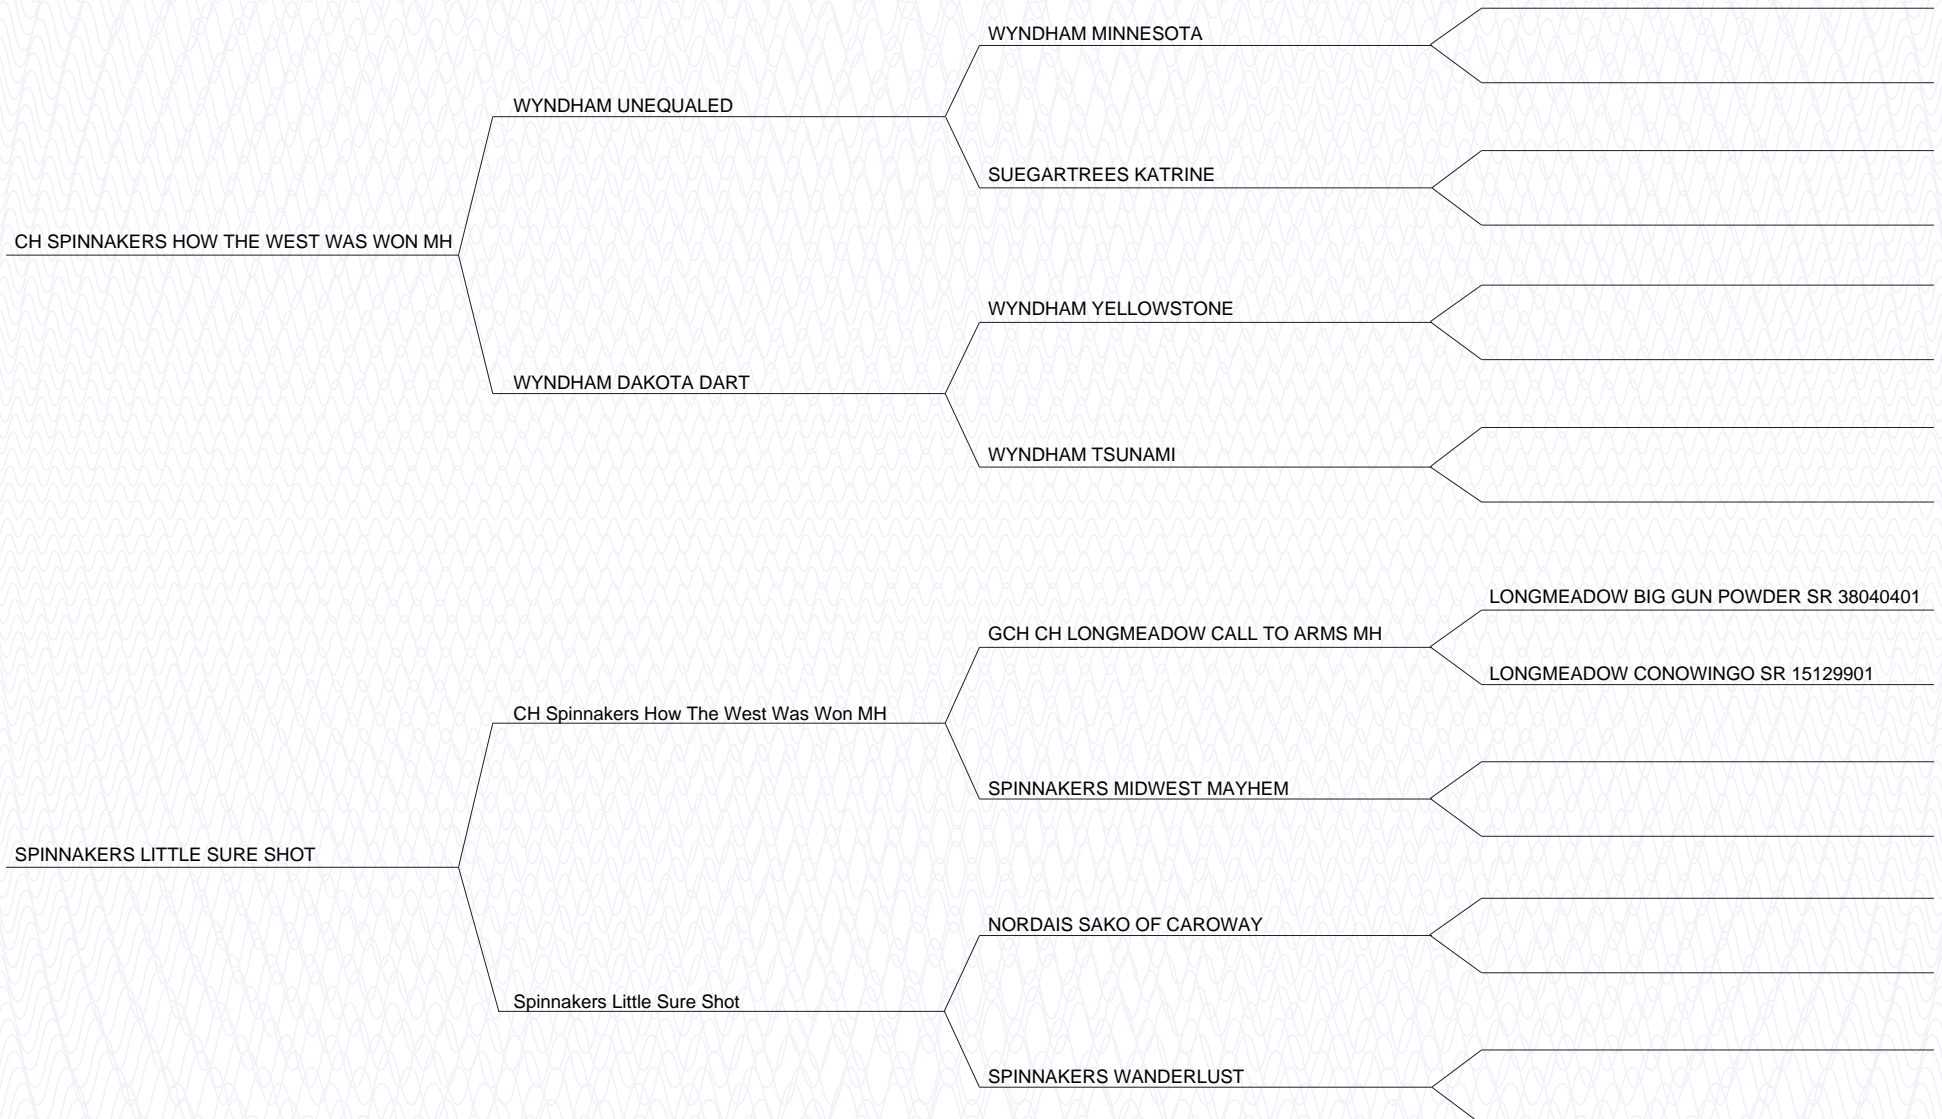 WYNDHAM MINNESOTA
WYNDHAM UNEQUALED
SUEGARTREES KATRINE
CH SPINNAKERS HOW THE WEST WAS WON MH
WYNDHAM YELLOWSTONE
WYNDHAM DAKOTA DART
WYNDHAM TSUNAMI
LONGMEADOW BIG GUN POWDER SR 38040401
GCH CH LONGMEADOW CALL TO ARMS MH
LONGMEADOW CONOWINGO SR 15129901
CH Spinnakers How The West Was Won MH
SPINNAKERS MIDWEST MAYHEM
SPINNAKERS LITTLE SURE SHOT
NORDAIS SAKO OF CAROWAY
Spinnakers Little Sure Shot
SPINNAKERS WANDERLUST